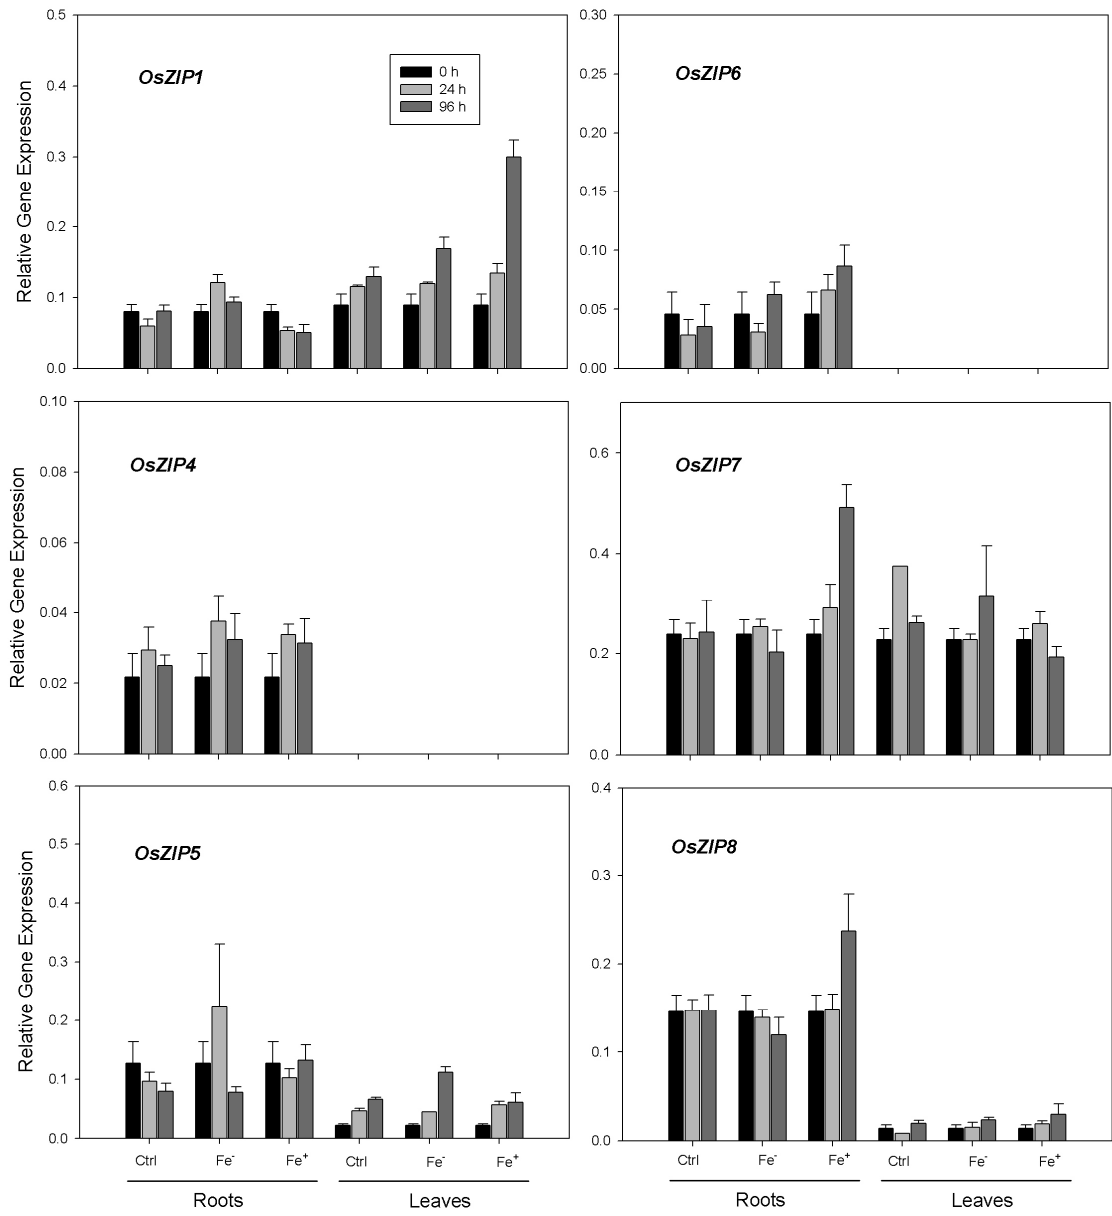 OsZIP1
0 h
24 h
96 h
Relative Gene Expression
0.5
0.4
0.3
0.2
0.1
0.0
OsZIP6
0.30
0.25
0.20
0.15
0.10
0.05
0.00
OsZIP4
Relative Gene Expression
0.10
0.08
0.06
0.04
0.02
0.00
OsZIP7
0.6
0.4
0.2
0.0
OsZIP5
Relative Gene Expression
0.6
0.5
0.4
0.3
0.2
0.1
0.0
Ctrl Fe⁻ Fe⁺ Ctrl Fe⁻ Fe⁺
Roots Leaves
OsZIP8
0.4
0.3
0.2
0.1
0.0
Ctrl Fe⁻ Fe⁺ Ctrl Fe⁻ Fe⁺
Roots Leaves